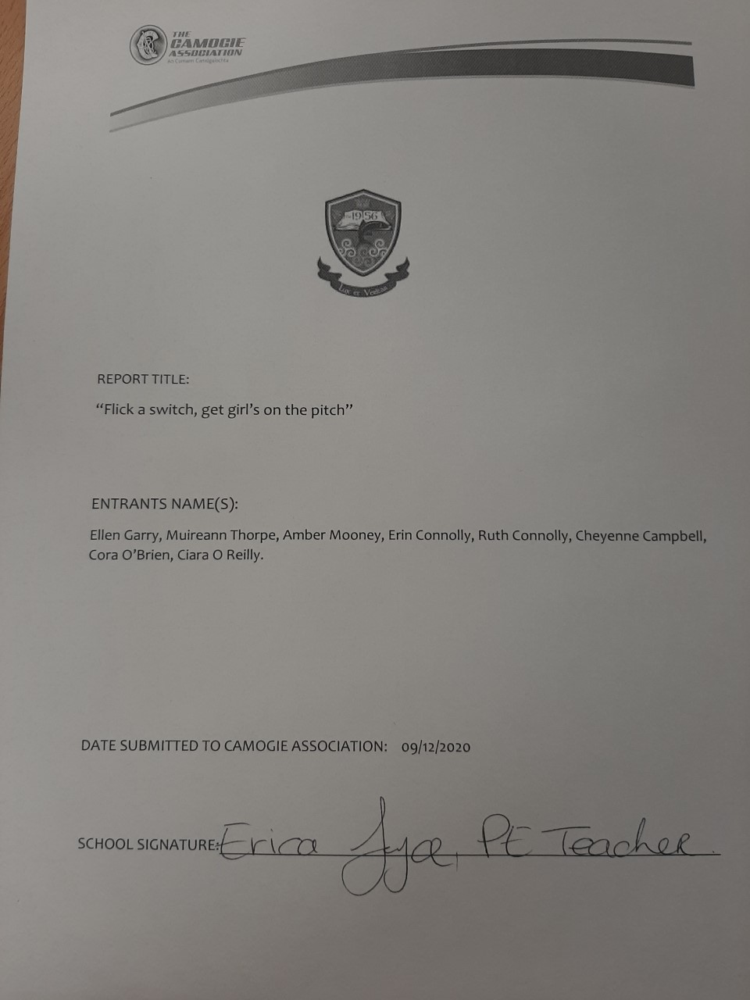 THE
CAMOGIE
ASSOCIATION
An Cumann Camógaíochta
1956
Lux et Veritas
REPORT TITLE:
“Flick a switch, get girl’s on the pitch”
ENTRANTS NAME(S):
Ellen Garry, Muireann Thorpe, Amber Mooney, Erin Connolly, Ruth Connolly, Cheyenne Campbell,
Cora O’Brien, Ciara O Reilly.
DATE SUBMITTED TO CAMOGIE ASSOCIATION: 09/12/2020
SCHOOL SIGNATURE: Erica PE Teacher.